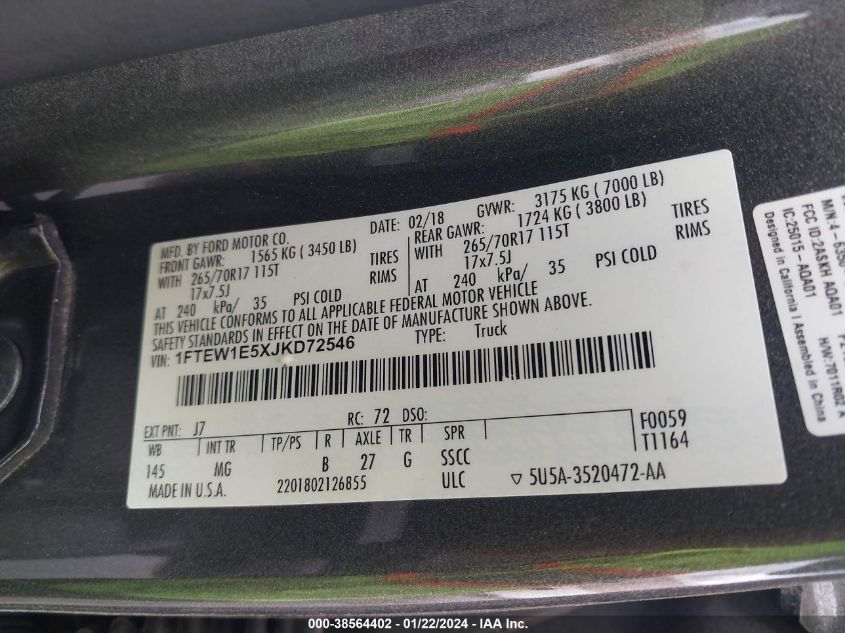 MFD. BY FORD MOTOR CO.
DATE: 02/18 GVWR: 3175 KG ( 7000 LB)
FRONT GAWR: 1565 KG ( 3450 LB) REAR GAWR: 1724 KG ( 3800 LB)
WITH 265/70R17 115T TIRES WITH 265/70R17 115T TIRES
17x7.5J RIMS 17x7.5J RIMS
AT 240 kPa/ 35 PSI COLD AT 240 kPa/ 35 PSI COLD
THIS VEHICLE CONFORMS TO ALL APPLICABLE FEDERAL MOTOR VEHICLE
SAFETY STANDARDS IN EFFECT ON THE DATE OF MANUFACTURE SHOWN ABOVE.
VIN: 1FTEW1E5XJKD72546 TYPE: Truck
EXT PNT: J7 RC: 72 DSO: F0059
WB INT TR TP/PS R AXLE TR SPR T1164
145 MG B 27 G SSCC
MADE IN U.S.A. 2201802126855 ULC ▽ 5U5A-3520472-AA
FCC ID:2ASKH AQA01
IC:25015-AQA01
Designed in California | Assembled in China
H/W:7011R02 A
000-38564402 - 01/22/2024 - IAA Inc.